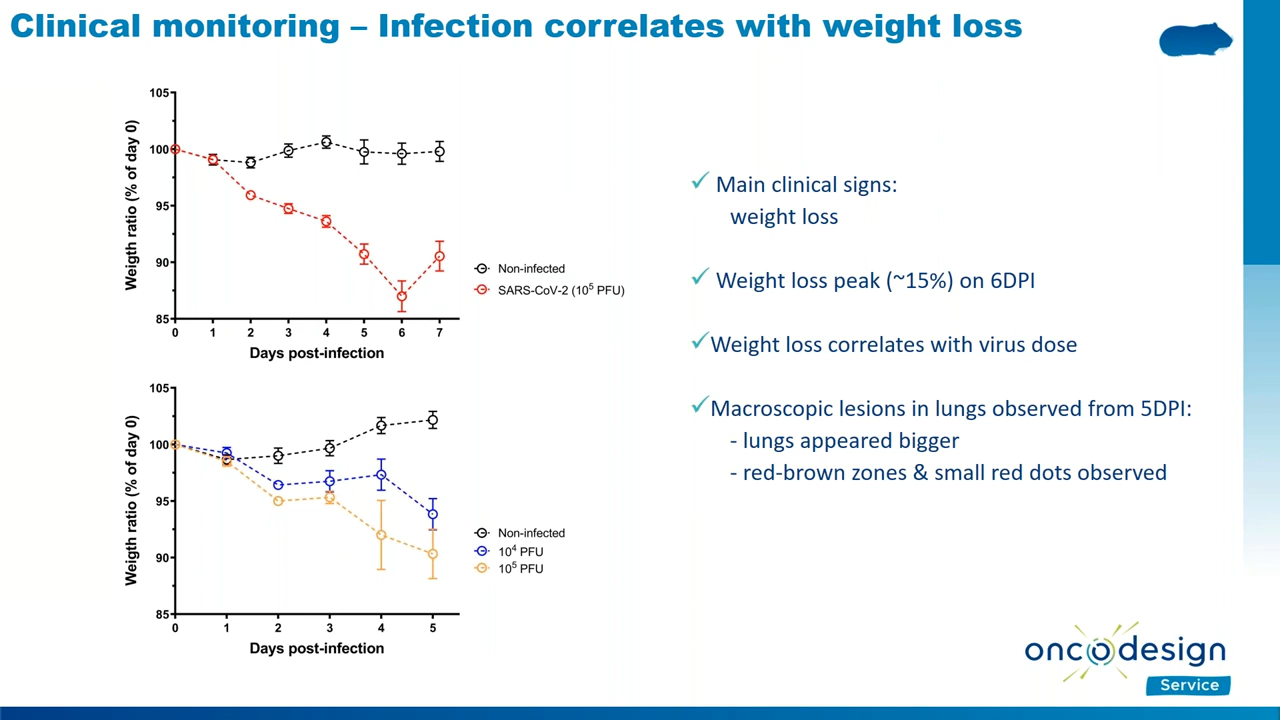 Clinical monitoring – Infection correlates with weight loss
105
100
95
90
85
Weigth ratio (% of day 0)
0 1 2 3 4 5 6 7
Days post-infection
Non-infected
SARS-CoV-2 (10⁵ PFU)
105
100
95
90
85
Weigth ratio (% of day 0)
0 1 2 3 4 5
Days post-infection
Non-infected
10⁴ PFU
10⁵ PFU
✓ Main clinical signs:
weight loss
✓ Weight loss peak (~15%) on 6DPI
✓Weight loss correlates with virus dose
✓Macroscopic lesions in lungs observed from 5DPI:
- lungs appeared bigger
- red-brown zones & small red dots observed
oncodesign
Service